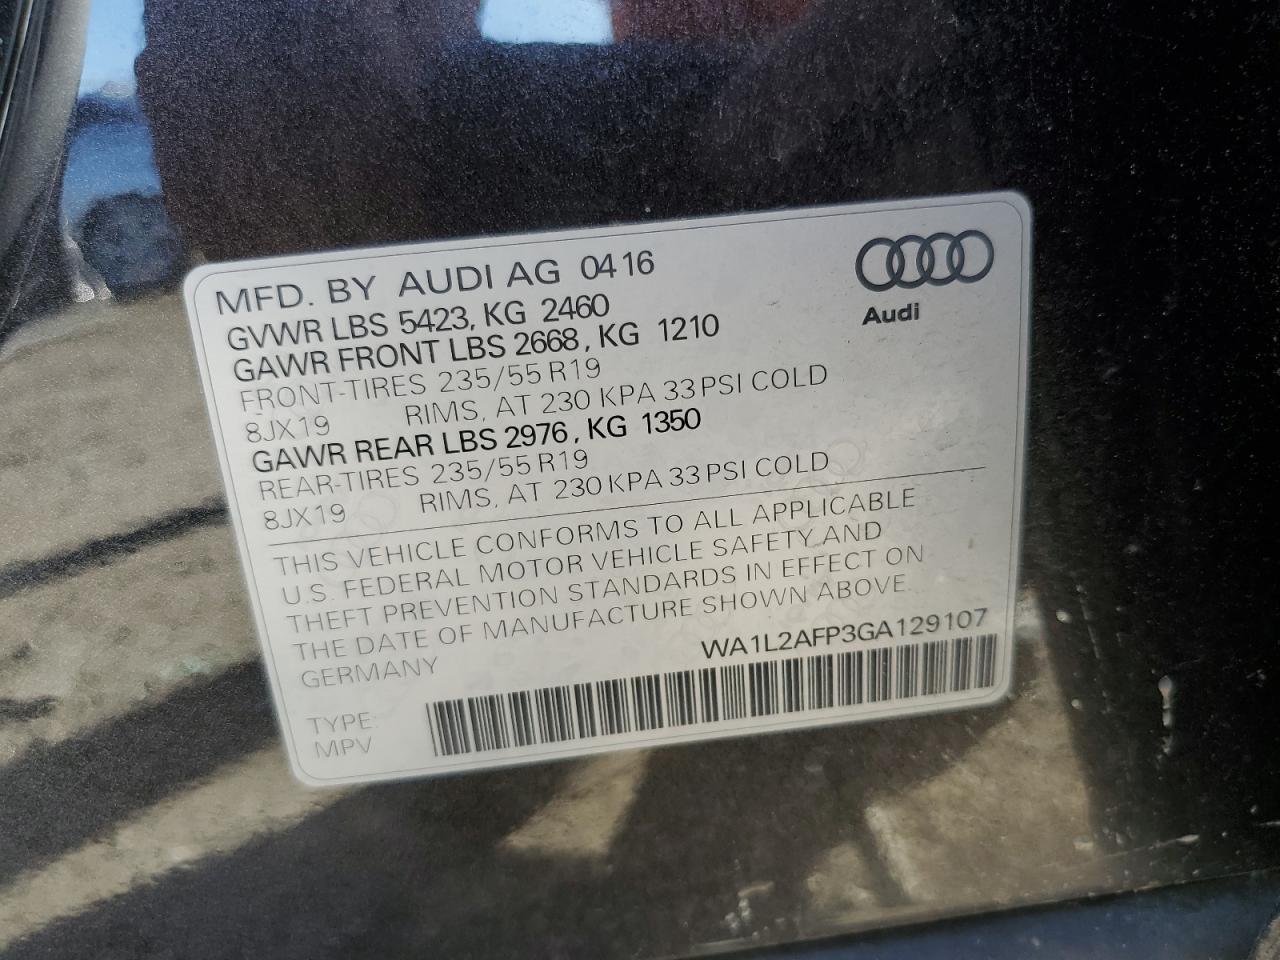 MFD. BY AUDI AG 0416
GVWR LBS 5423, KG 2460
GAWR FRONT LBS 2668, KG 1210
FRONT-TIRES 235/55 R19
8JX19 RIMS, AT 230 KPA 33 PSI COLD
GAWR REAR LBS 2976, KG 1350
REAR-TIRES 235/55 R19
8JX19 RIMS, AT 230 KPA 33 PSI COLD
Audi
THIS VEHICLE CONFORMS TO ALL APPLICABLE
U.S. FEDERAL MOTOR VEHICLE SAFETY AND
THEFT PREVENTION STANDARDS IN EFFECT ON
THE DATE OF MANUFACTURE SHOWN ABOVE.
GERMANY
WA1L2AFP3GA129107
TYPE:
MPV